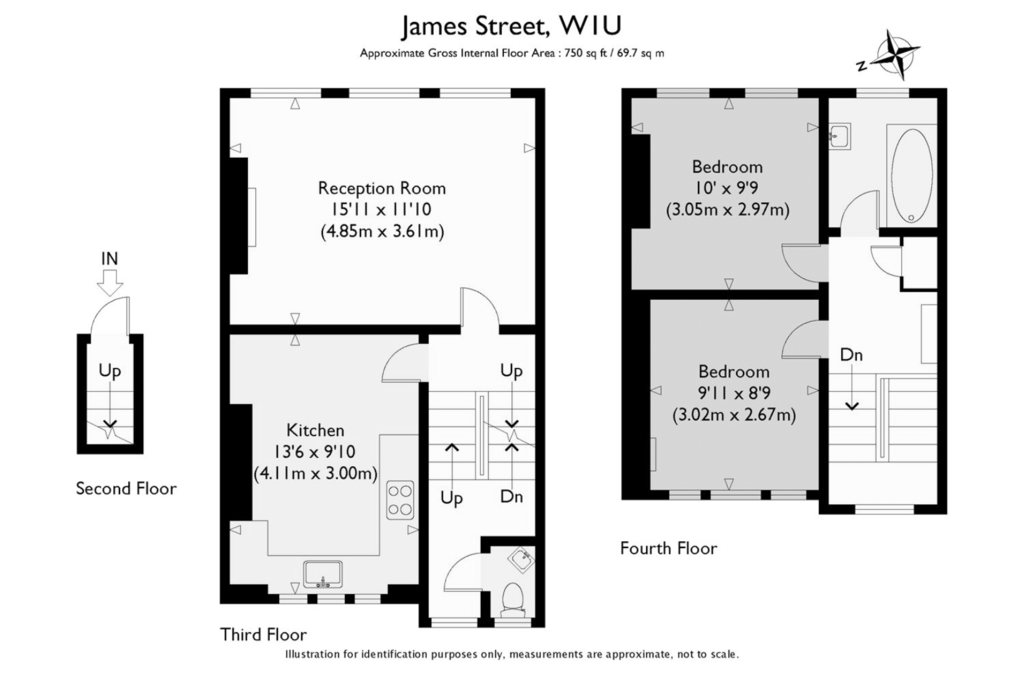 James Street, W1U
Approximate Gross Internal Floor Area : 750 sq ft / 69.7 sq m
N
IN
Up
Second Floor
Reception Room
15'11 x 11'10
(4.85m x 3.61m)
Kitchen
13'6 x 9'10
(4.11m x 3.00m)
Up
Up
Dn
Third Floor
Bedroom
10' x 9'9
(3.05m x 2.97m)
Bedroom
9'11 x 8'9
(3.02m x 2.67m)
Dn
Fourth Floor
Illustration for identification purposes only, measurements are approximate, not to scale.